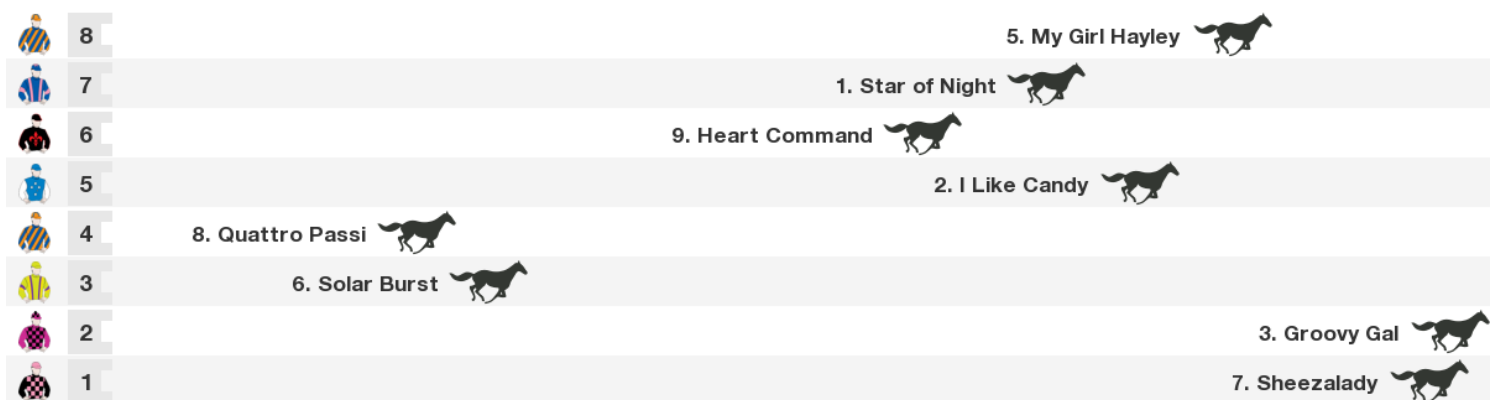 8 5. My Girl Hayley
7 1. Star of Night
6 9. Heart Command
5 2. I Like Candy
4 8. Quattro Passi
3 6. Solar Burst
2 3. Groovy Gal
1 7. Sheezalady